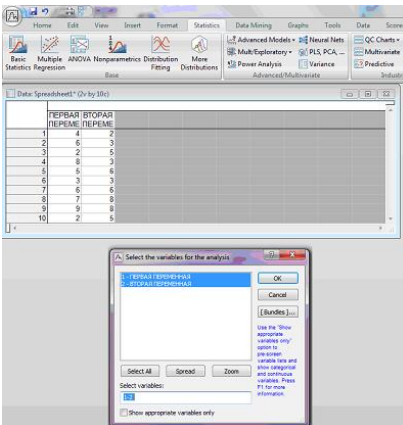 Home Edit View Insert Format Statistics Data Mining Graphs Tools Data Score
Basic Statistics
Multiple Regression
ANOVA
Nonparametrics
Distribution Fitting
More Distributions
Base
Advanced Models
Neural Nets
Mult/Exploratory
PLS, PCA, ...
Power Analysis
Variance
Advanced/Multivariate
QC Charts
Multivariate
Predictive
Industri
Data: Spreadsheet1* (2v by 10c)
ПЕРВАЯ ВТОРАЯ
ПЕРЕМЕ ПЕРЕМЕ
1 4 2
2 6 3
3 2 5
4 8 3
5 5 6
6 3 3
7 6 6
8 7 8
9 9 8
10 2 5
Select the variables for the analysis
1 - ПЕРВАЯ ПЕРЕМЕННАЯ
2 - ВТОРАЯ ПЕРЕМЕННАЯ
OK
Cancel
[Bundles]...
Use the "Show
appropriate
variables only"
option to
pre-screen
variable lists and
show categorical
and continuous
variables. Press
F1 for more
information.
Select All Spread Zoom
Select variables:
1-2
Show appropriate variables only